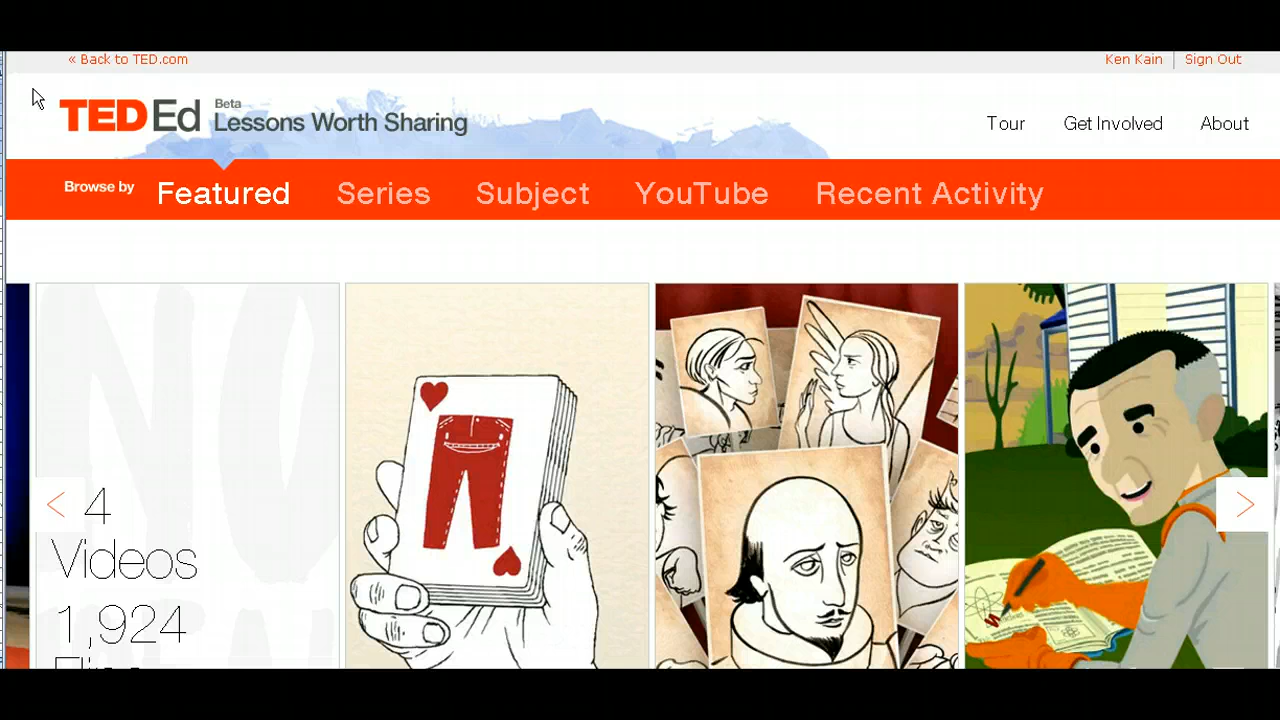 « Back to TED.com
Ken Kain
Sign Out
TED Ed
Beta
Lessons Worth Sharing
Tour
Get Involved
About
Browse by
Featured
Series
Subject
YouTube
Recent Activity
4
Videos
1,924